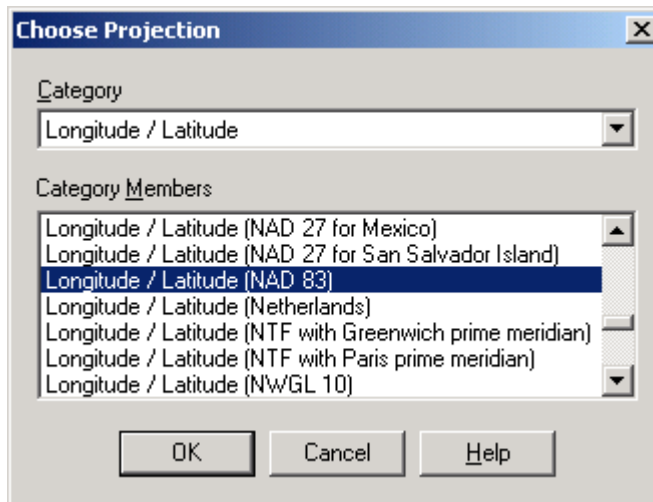 Choose Projection
Category
Longitude / Latitude
Category Members
Longitude / Latitude (NAD 27 for Mexico)
Longitude / Latitude (NAD 27 for San Salvador Island)
Longitude / Latitude (NAD 83)
Longitude / Latitude (Netherlands)
Longitude / Latitude (NTF with Greenwich prime meridian)
Longitude / Latitude (NTF with Paris prime meridian)
Longitude / Latitude (NWGL 10)
OK
Cancel
Help